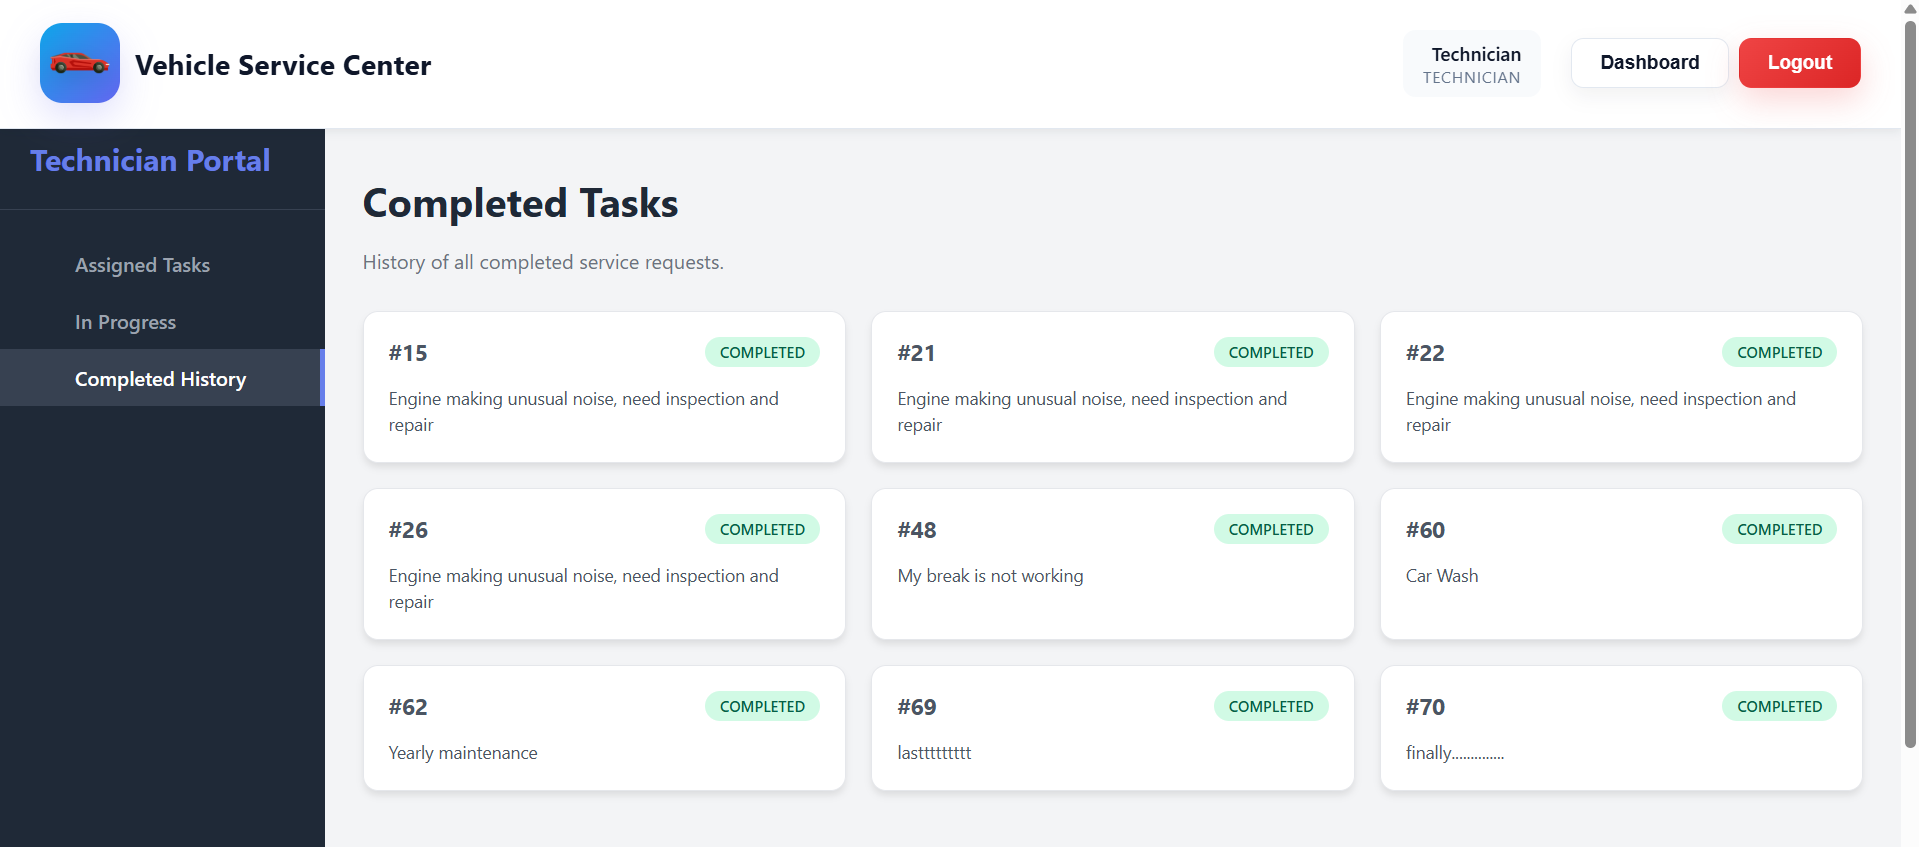 Vehicle Service Center
Technician
TECHNICIAN
Dashboard
Logout
Technician Portal
Assigned Tasks
In Progress
Completed History
Completed Tasks
History of all completed service requests.
#15
COMPLETED
Engine making unusual noise, need inspection and
repair
#21
COMPLETED
Engine making unusual noise, need inspection and
repair
#22
COMPLETED
Engine making unusual noise, need inspection and
repair
#26
COMPLETED
Engine making unusual noise, need inspection and
repair
#48
COMPLETED
My break is not working
#60
COMPLETED
Car Wash
#62
COMPLETED
Yearly maintenance
#69
COMPLETED
lasttttttttt
#70
COMPLETED
finally..............